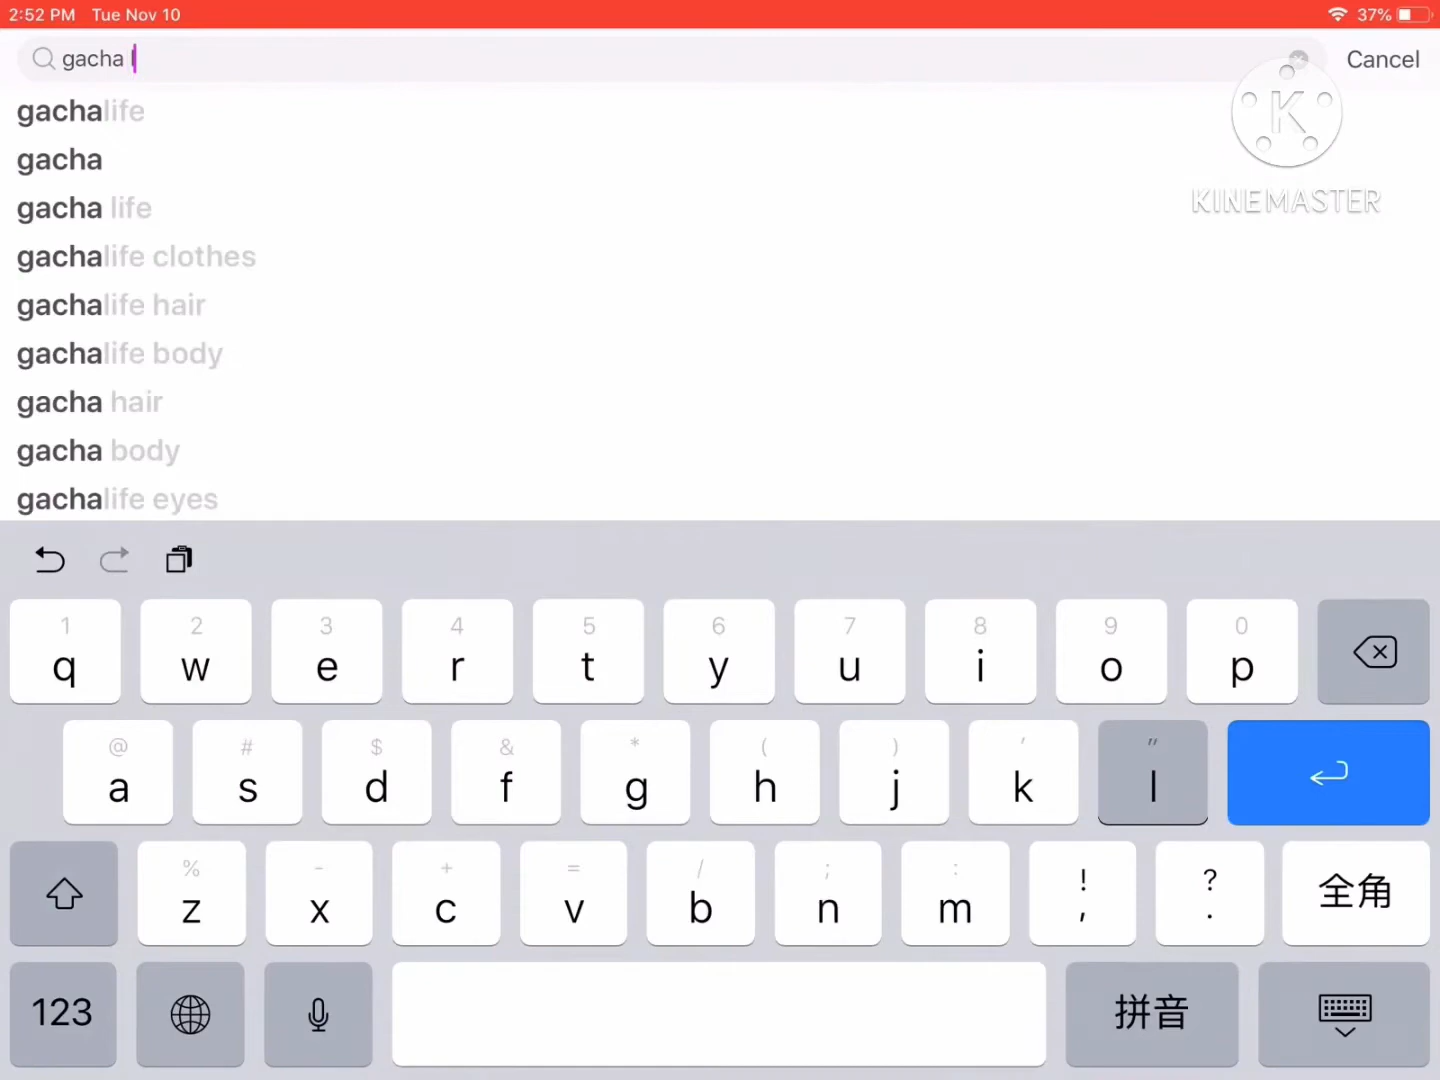 2:52 PM Tue Nov 10 37%
gacha l Cancel
gachalife
gacha
gacha life
gachalife clothes
gachalife hair
gachalife body
gacha hair
gacha body
gachalife eyes
K
KINEMASTER
1 2 3 4 5 6 7 8 9 0
q w e r t y u i o p
@ # $ & * ( ) ' "
a s d f g h j k l
% - + = / ; : ! ?
z x c v b n m , . 全角
123 拼音